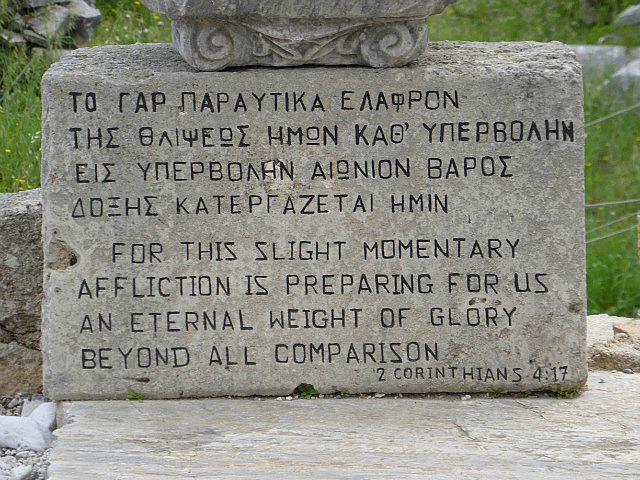 ΤΟ ΓΑΡ ΠΑΡΑΥΤΙΚΑ ΕΛΑΦΡΟΝ
ΤΗΣ ΘΛΙΨΕΩΣ ΗΜΩΝ ΚΑΘ' ΥΠΕΡΒΟΛΗΝ
ΕΙΣ ΥΠΕΡΒΟΛΗΝ ΑΙΩΝΙΟΝ ΒΑΡΟΣ
ΔΟΞΗΣ ΚΑΤΕΡΓΑΖΕΤΑΙ ΗΜΙΝ
FOR THIS SLIGHT MOMENTARY
AFFLICTION IS PREPARING FOR US
AN ETERNAL WEIGHT OF GLORY
BEYOND ALL COMPARISON
2 CORINTHIANS 4:17